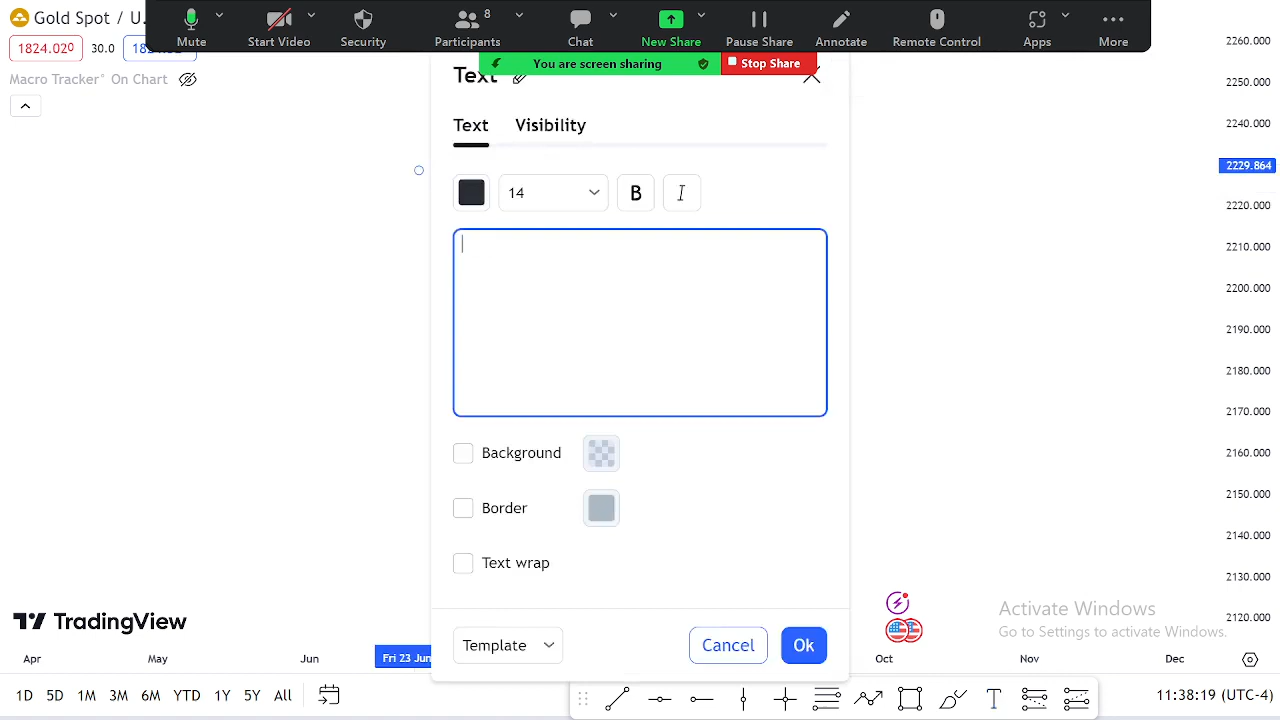 Gold Spot / U.
Mute
Start Video
Security
Participants
8
Chat
New Share
Pause Share
Annotate
Remote Control
Apps
More
1824.020
30.0
Macro Tracker° On Chart
You are screen sharing
Stop Share
Text
Text
Visibility
14
B
I
Background
Border
Text wrap
Template
Cancel
Ok
2260.000
2250.000
2240.000
2229.864
2220.000
2210.000
2200.000
2190.000
2180.000
2170.000
2160.000
2150.000
2140.000
2130.000
2120.000
Activate Windows
Go to Settings to activate Windows.
TradingView
Apr
May
Jun
Fri 23 Jun
Oct
Nov
Dec
1D 5D 1M 3M 6M YTD 1Y 5Y All
T
11:38:19 (UTC-4)